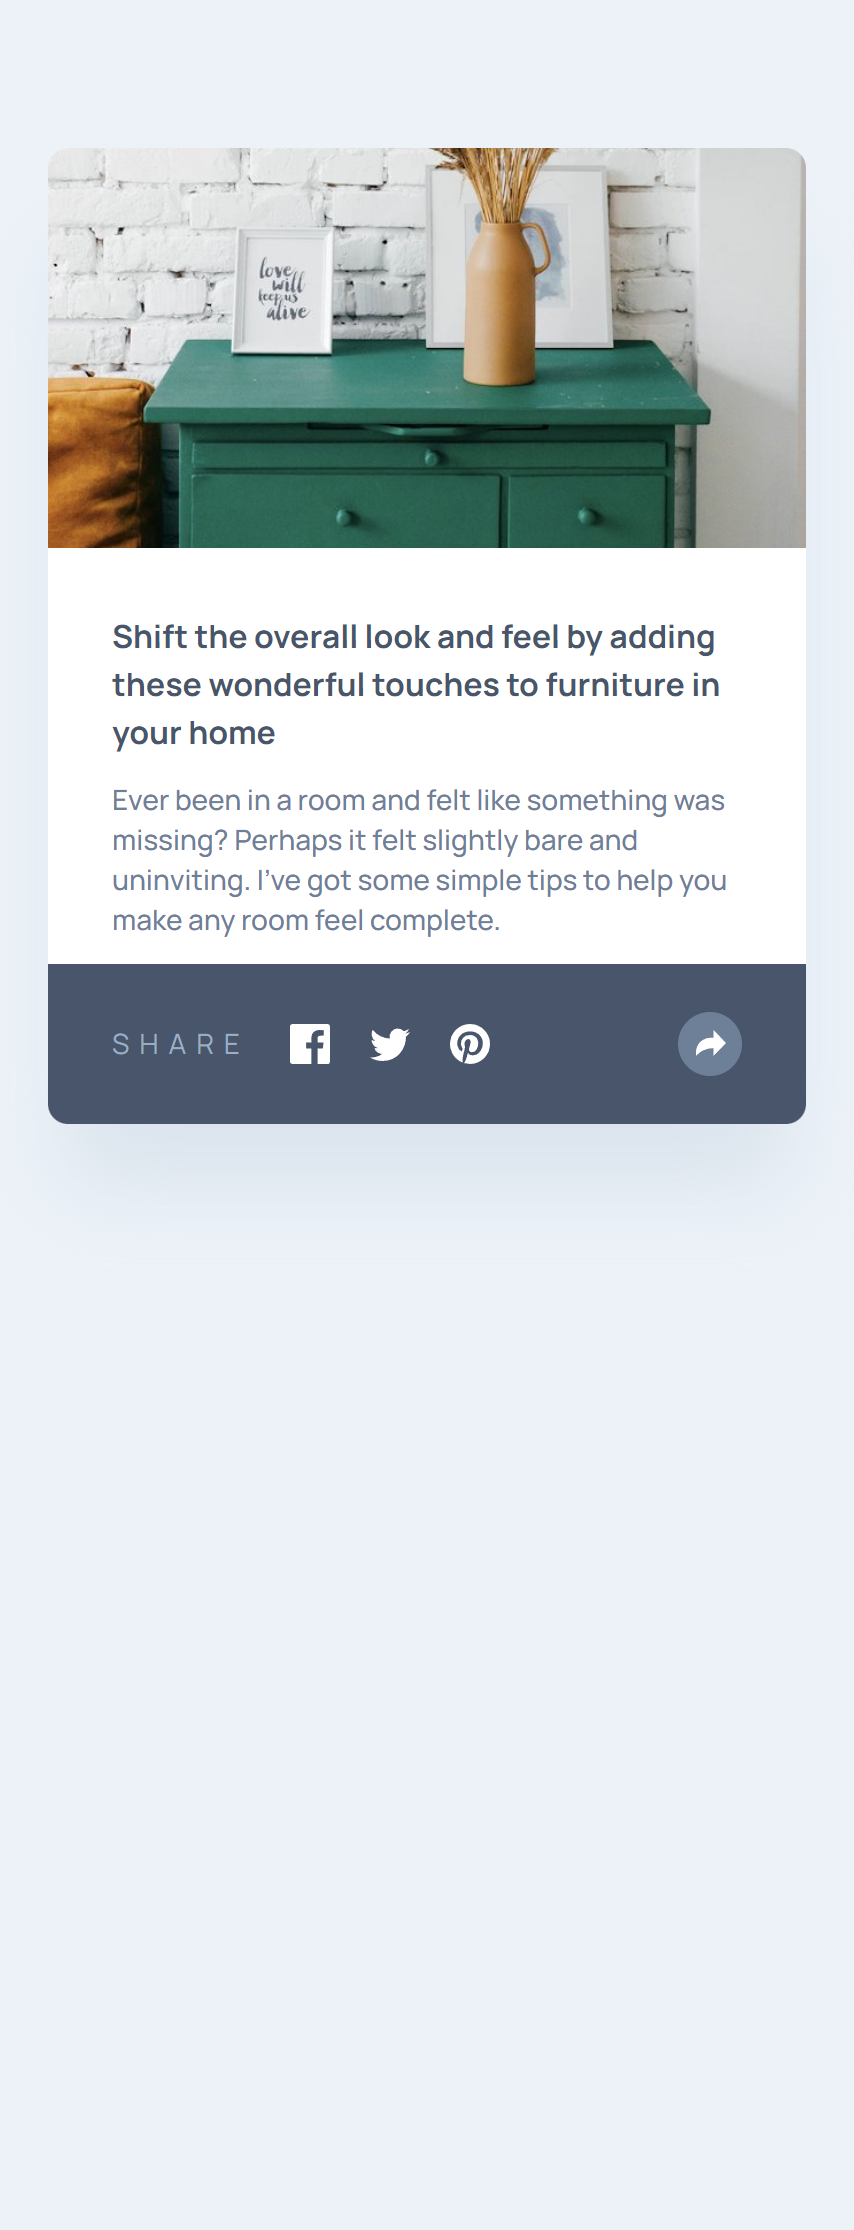 love
will
keep us
alive
Shift the overall look and feel by adding
these wonderful touches to furniture in
your home
Ever been in a room and felt like something was
missing? Perhaps it felt slightly bare and
uninviting. I’ve got some simple tips to help you
make any room feel complete.
SHARE